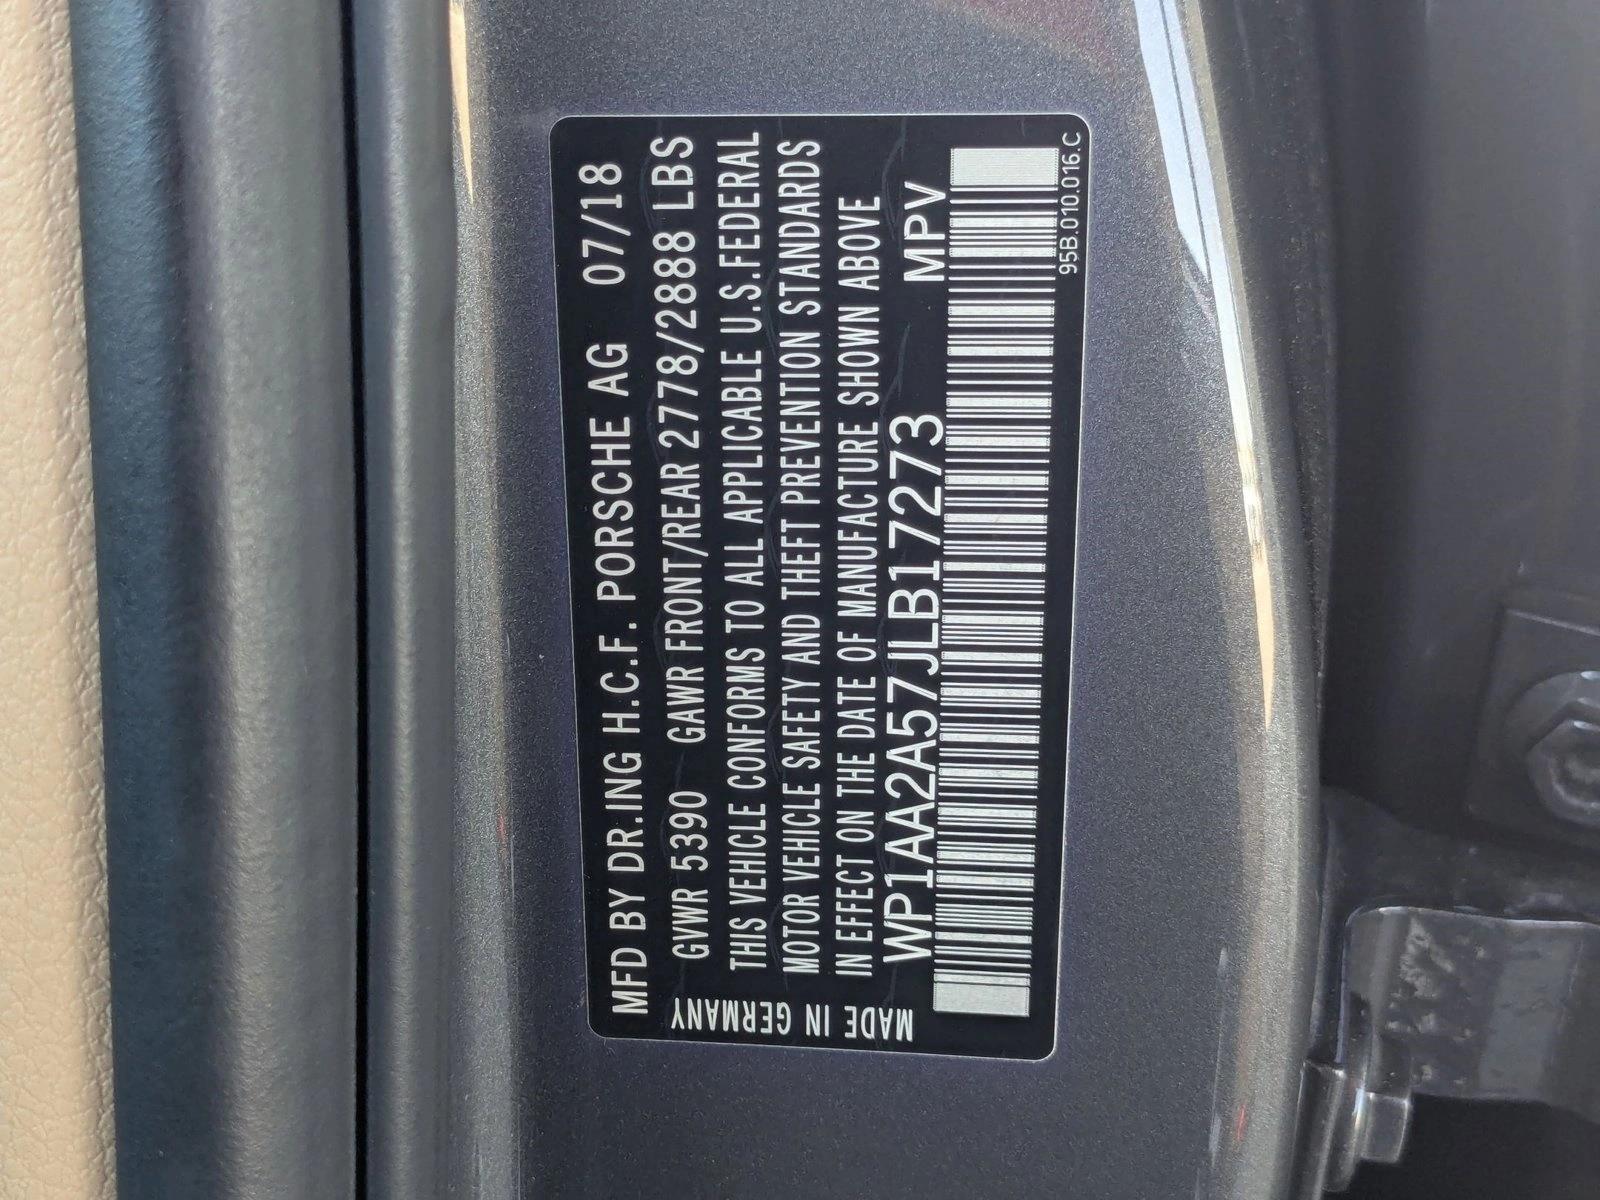 MFD BY DR.ING H.C.F. PORSCHE AG 07/18
GVWR 5390 GAWR FRONT/REAR 2778/2888 LBS
THIS VEHICLE CONFORMS TO ALL APPLICABLE U.S.FEDERAL
MOTOR VEHICLE SAFETY AND THEFT PREVENTION STANDARDS
IN EFFECT ON THE DATE OF MANUFACTURE SHOWN ABOVE
WP1AA2A57JLB17273 MPV
95B.010.016.C
MADE IN GERMANY